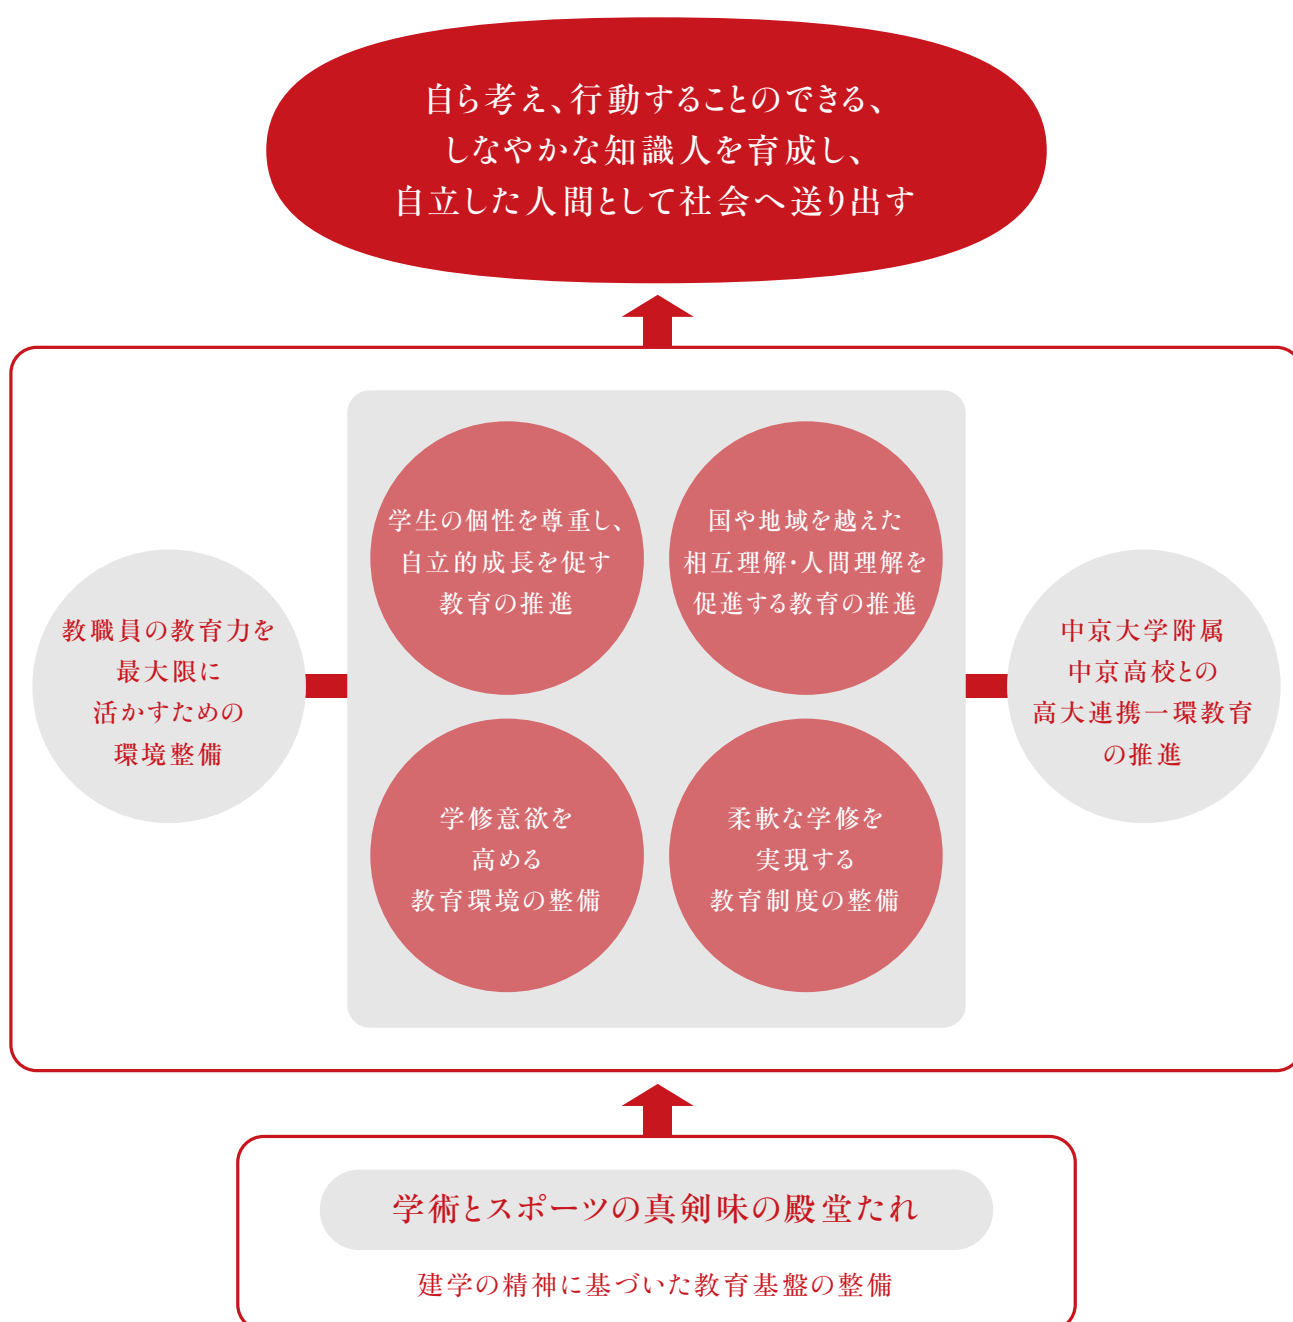 自ら考え、行動することのできる、
しなやかな知識人を育成し、
自立した人間として社会へ送り出す
学生の個性を尊重し、
自立的成長を促す
教育の推進
国や地域を越えた
相互理解・人間理解を
促進する教育の推進
教職員の教育力を
最大限に
活かすための
環境整備
中京大学附属
中京高校との
高大連携一環教育
の推進
学修意欲を
高める
教育環境の整備
柔軟な学修を
実現する
教育制度の整備
学術とスポーツの真剣味の殿堂たれ
建学の精神に基づいた教育基盤の整備